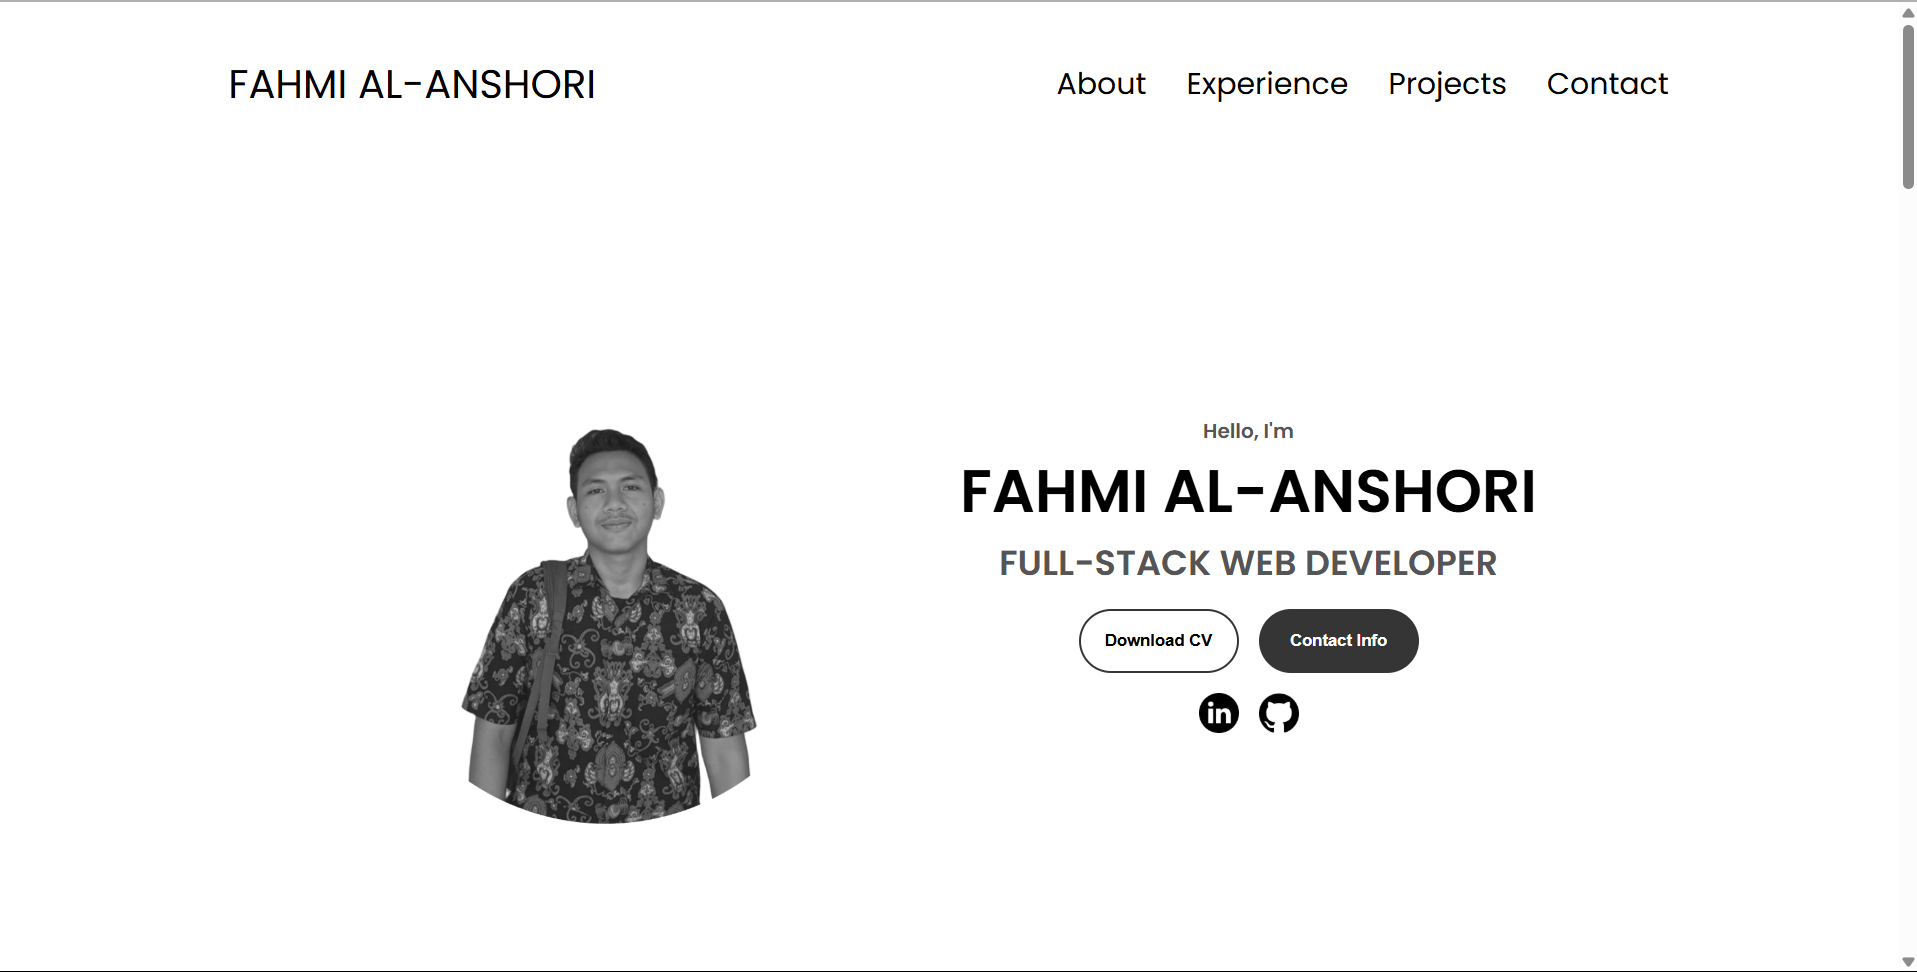 FAHMI AL-ANSHORI
About Experience Projects Contact
Hello, I'm
FAHMI AL-ANSHORI
FULL-STACK WEB DEVELOPER
Download CV
Contact Info
in